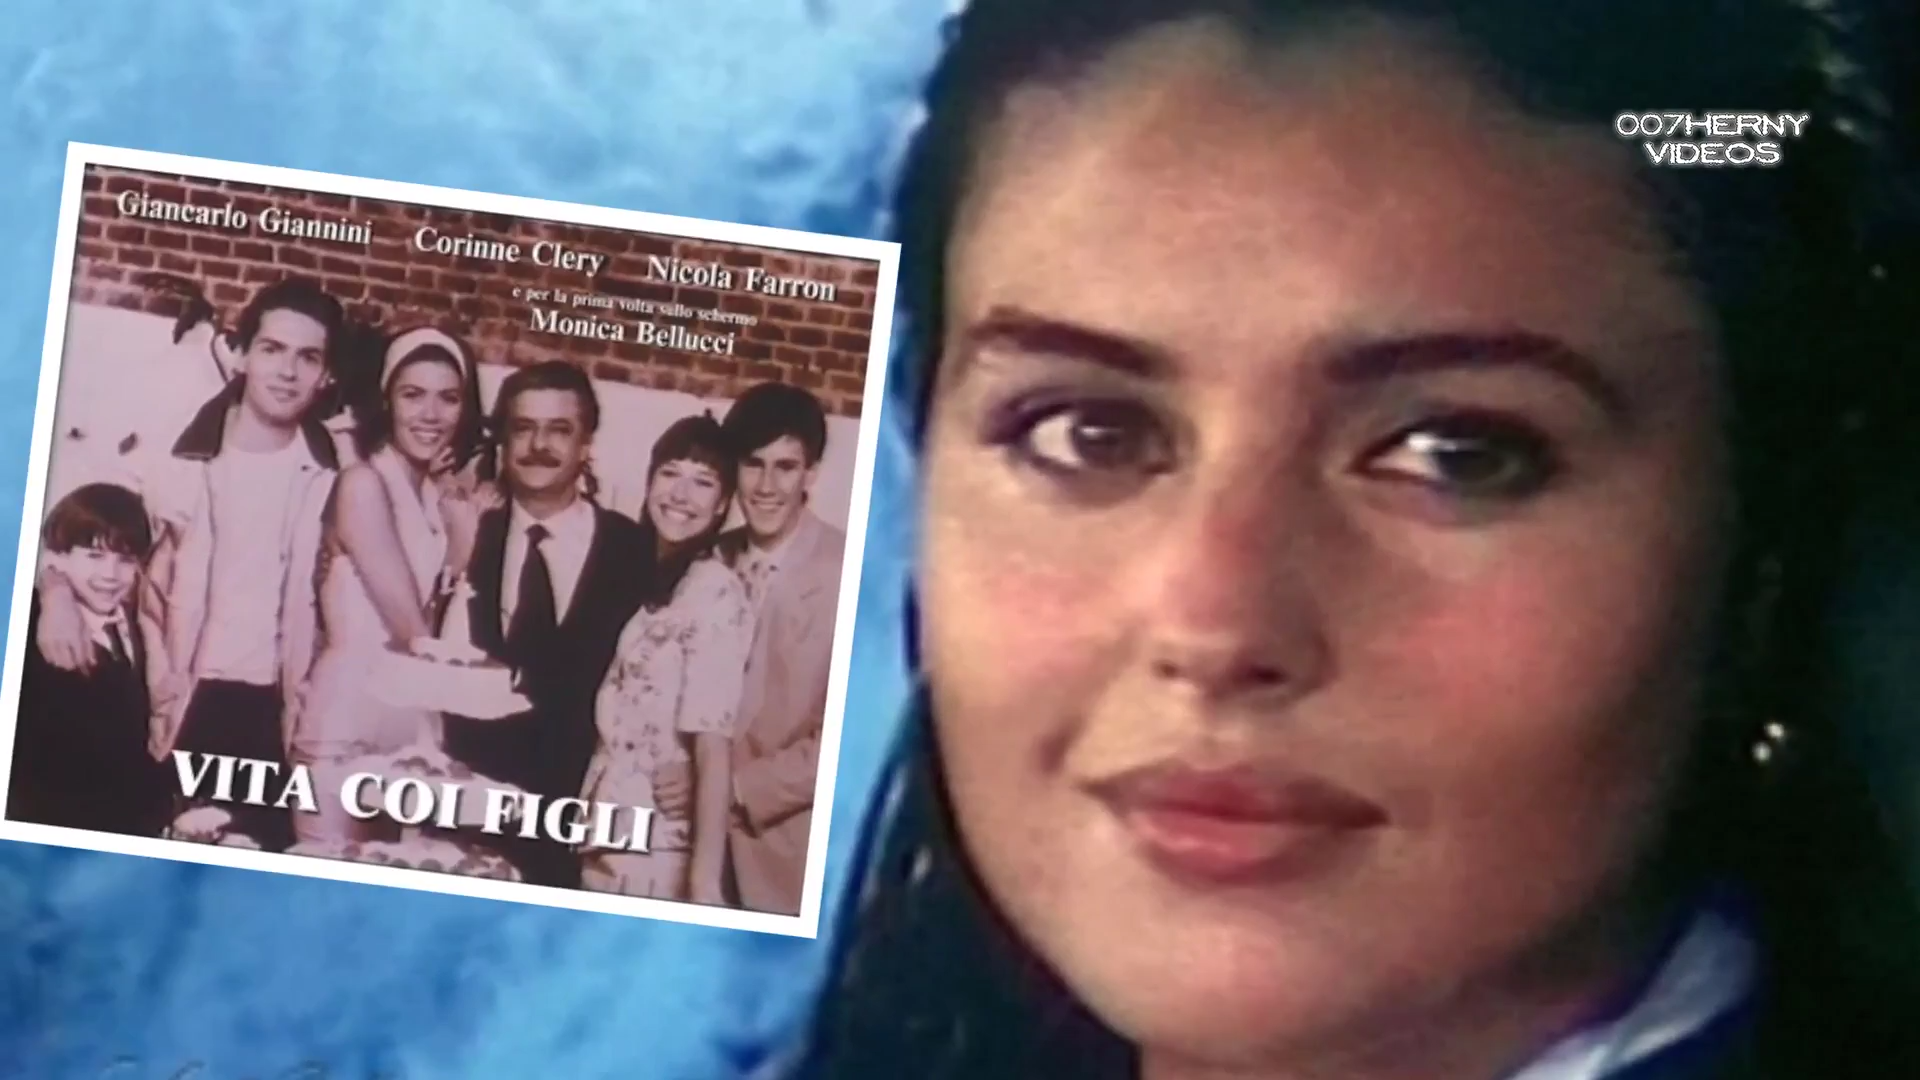 007HERNY
VIDEOS
Giancarlo Giannini Corinne Clery Nicola Farron
e per la prima volta sullo schermo
Monica Bellucci
VITA COI FIGLI